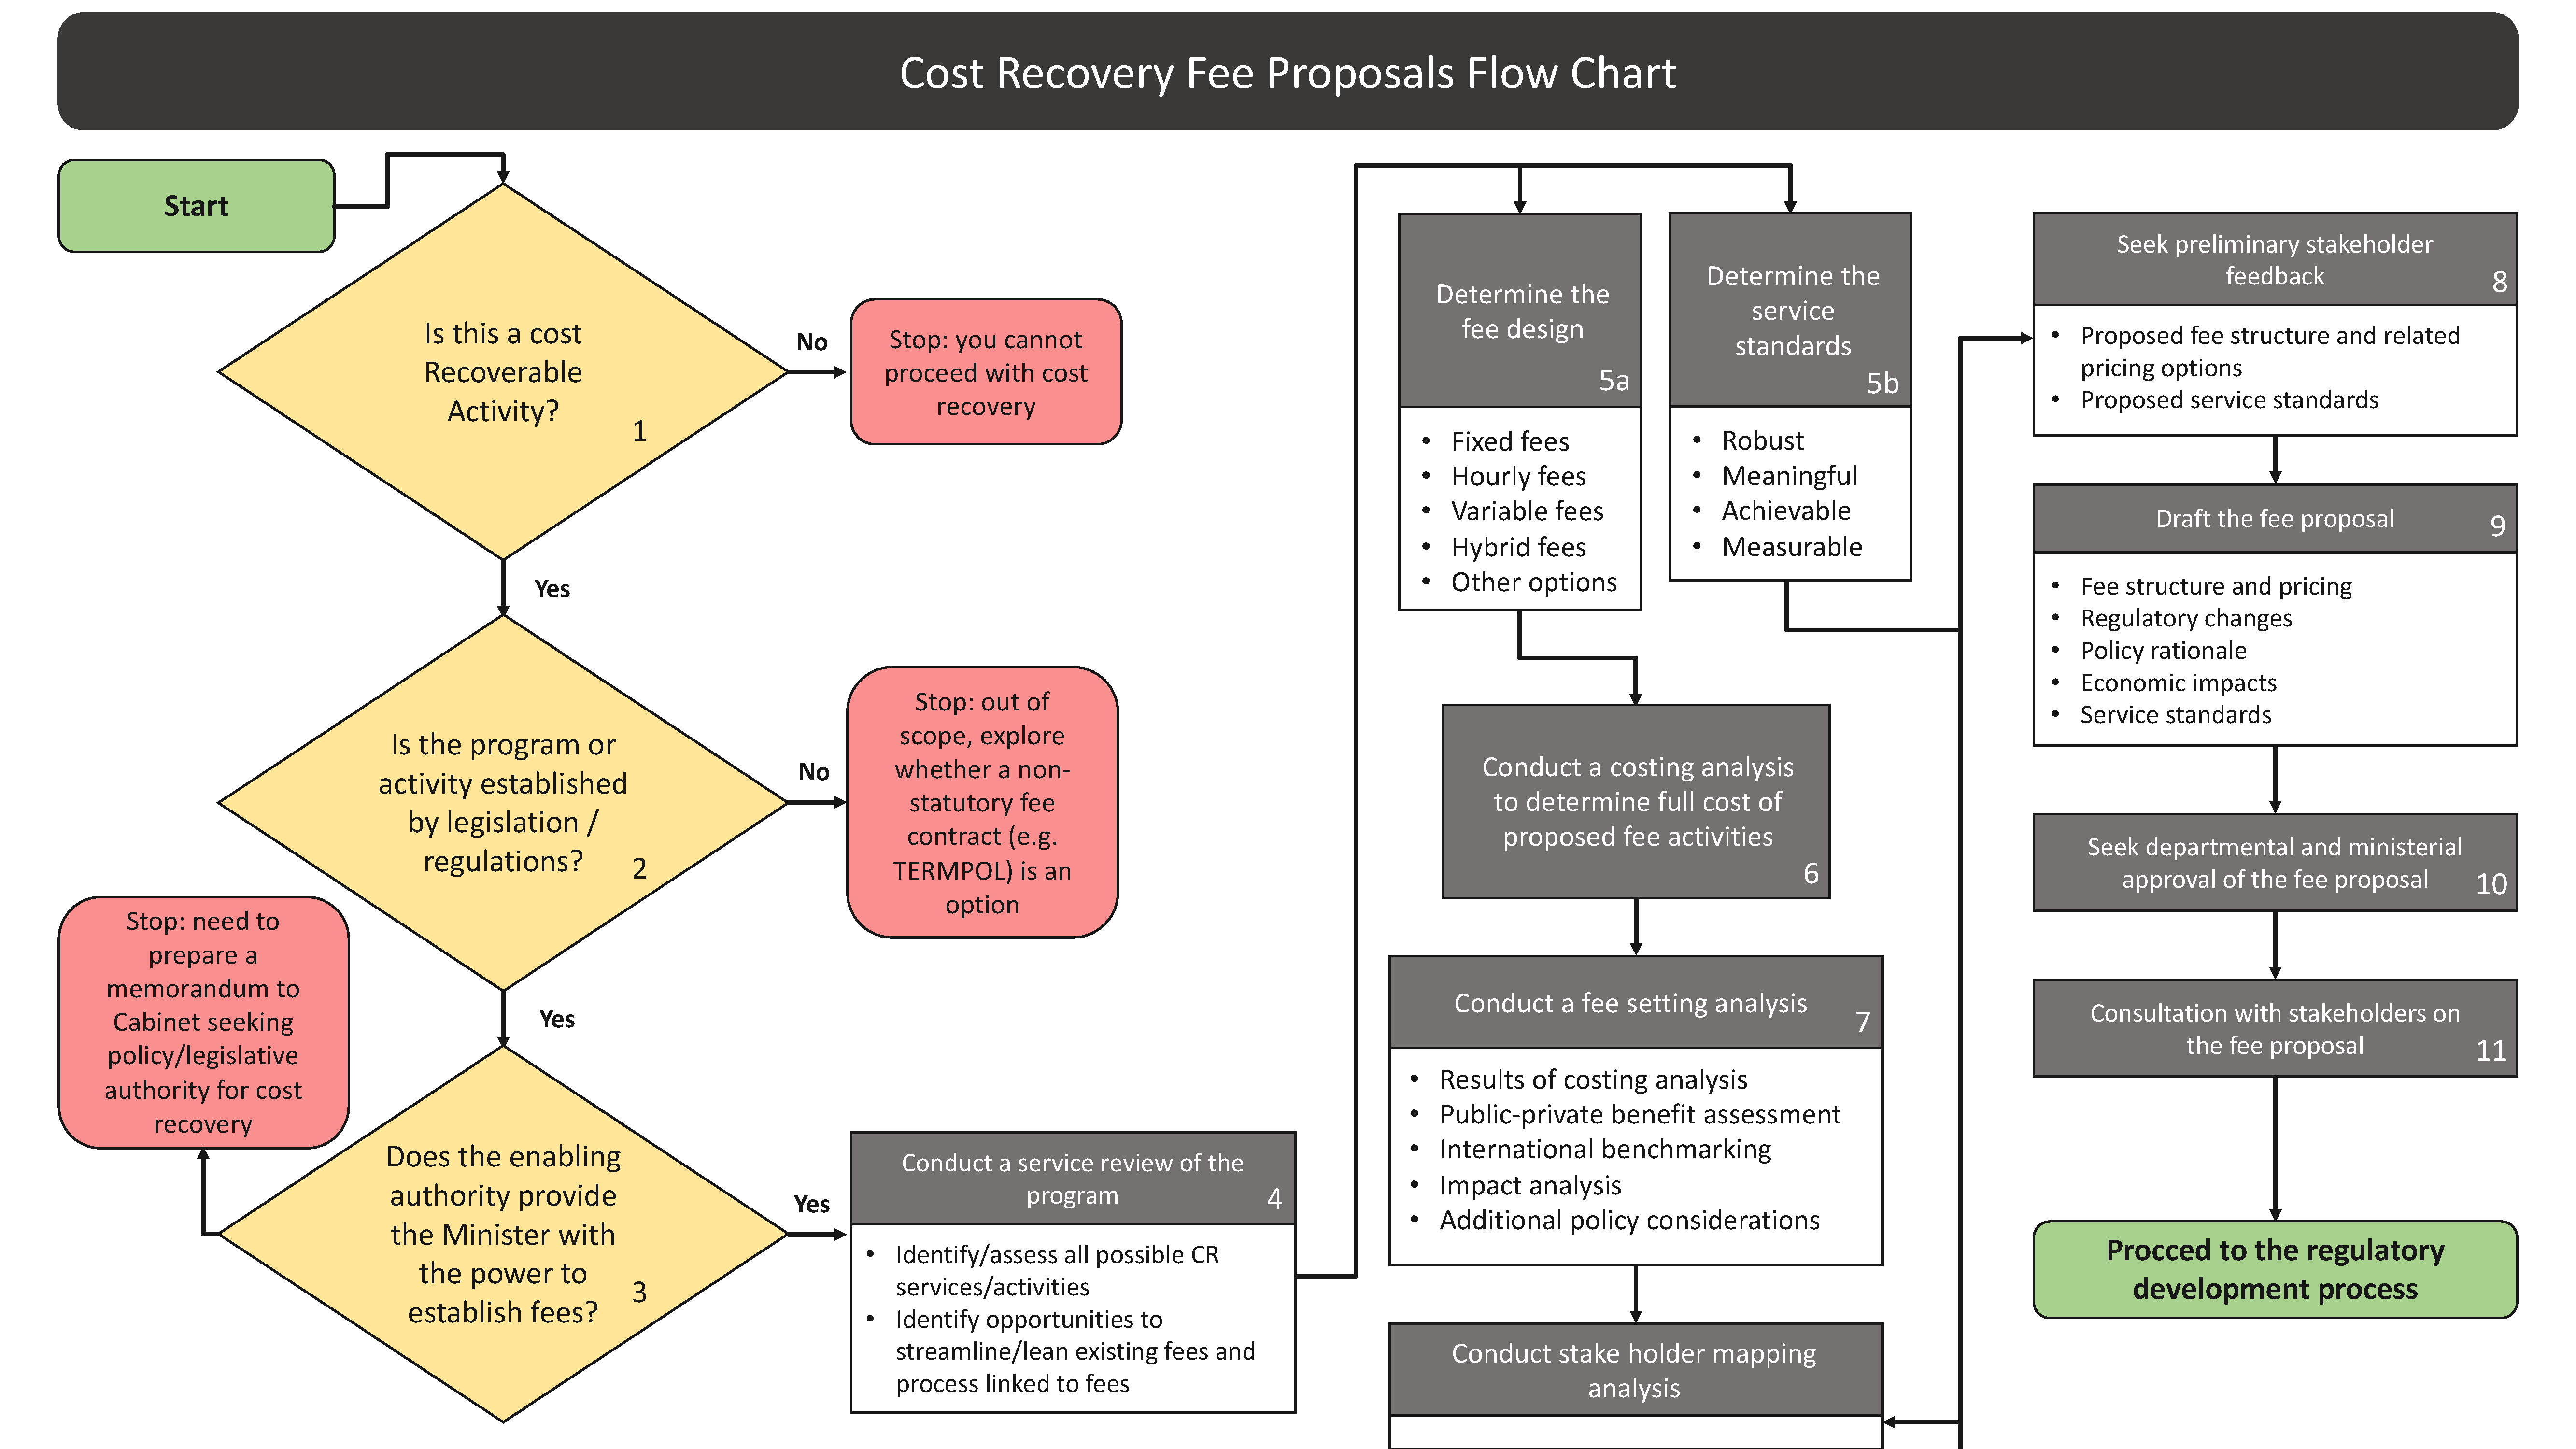 Cost Recovery Fee Proposals Flow Chart
Start
Is this a cost
Recoverable
Activity?
1
No
Stop: you cannot
proceed with cost
recovery
Yes
Is the program or
activity established
by legislation /
regulations?
2
No
Stop: out of
scope, explore
whether a non-
statutory fee
contract (e.g.
TERMPOL) is an
option
Yes
Does the enabling
authority provide
the Minister with
the power to
establish fees?
3
Stop: need to
prepare a
memorandum to
Cabinet seeking
policy/legislative
authority for cost
recovery
Yes
Conduct a service review of the
program
4
• Identify/assess all possible CR
services/activities
• Identify opportunities to
streamline/lean existing fees and
process linked to fees
Determine the
fee design
5a
• Fixed fees
• Hourly fees
• Variable fees
• Hybrid fees
• Other options
Determine the
service
standards
5b
• Robust
• Meaningful
• Achievable
• Measurable
Conduct a costing analysis
to determine full cost of
proposed fee activities
6
Conduct a fee setting analysis
7
• Results of costing analysis
• Public-private benefit assessment
• International benchmarking
• Impact analysis
• Additional policy considerations
Conduct stake holder mapping
analysis
Seek preliminary stakeholder
feedback
8
• Proposed fee structure and related
pricing options
• Proposed service standards
Draft the fee proposal
9
• Fee structure and pricing
• Regulatory changes
• Policy rationale
• Economic impacts
• Service standards
Seek departmental and ministerial
approval of the fee proposal
10
Consultation with stakeholders on
the fee proposal
11
Procced to the regulatory
development process